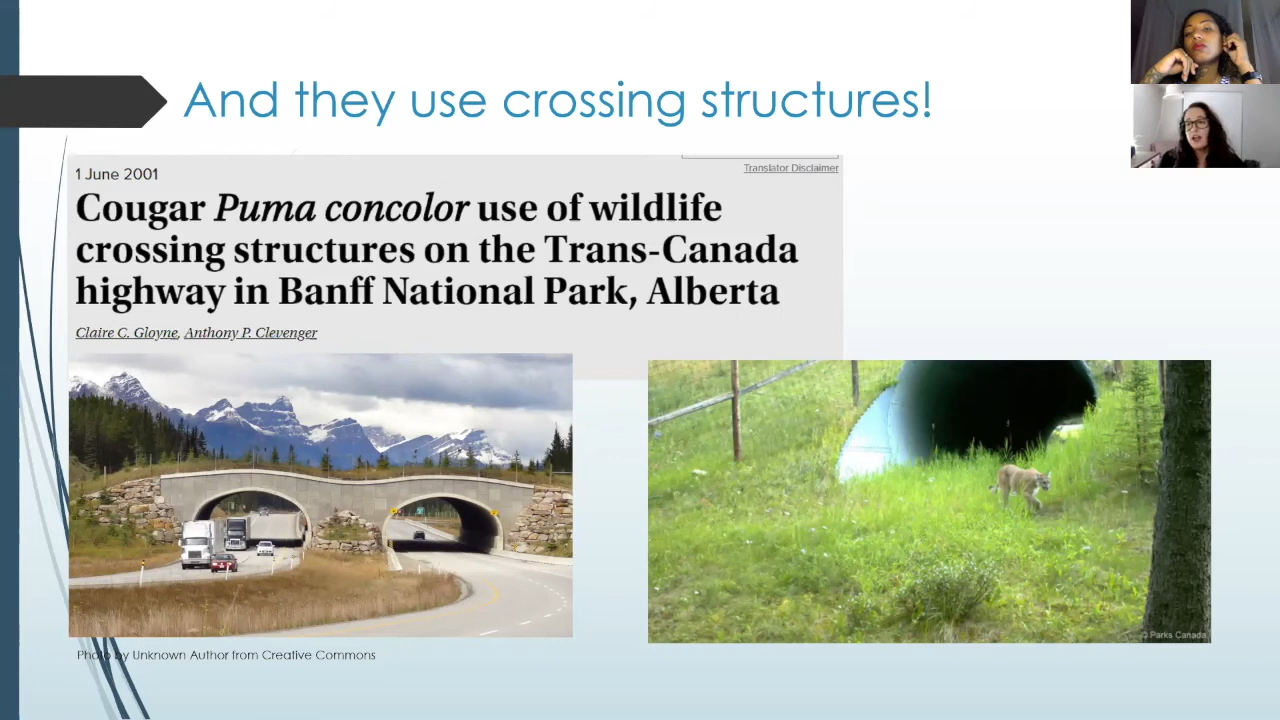 And they use crossing structures!
Translator Disclaimer
1 June 2001
Cougar Puma concolor use of wildlife
crossing structures on the Trans-Canada
highway in Banff National Park, Alberta
Claire C. Gloyne, Anthony P. Clevenger
© Parks Canada
Photo by Unknown Author from Creative Commons